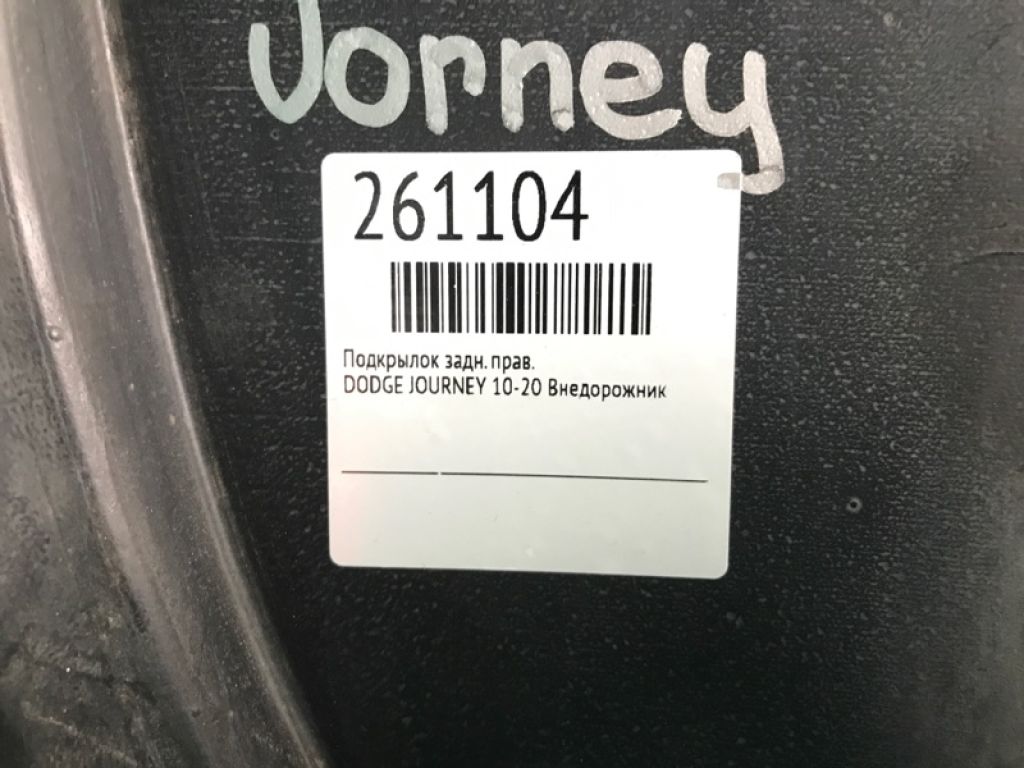 Jorney
261104
Подкрылок задн. прав.
DODGE JOURNEY 10-20 Внедорожник